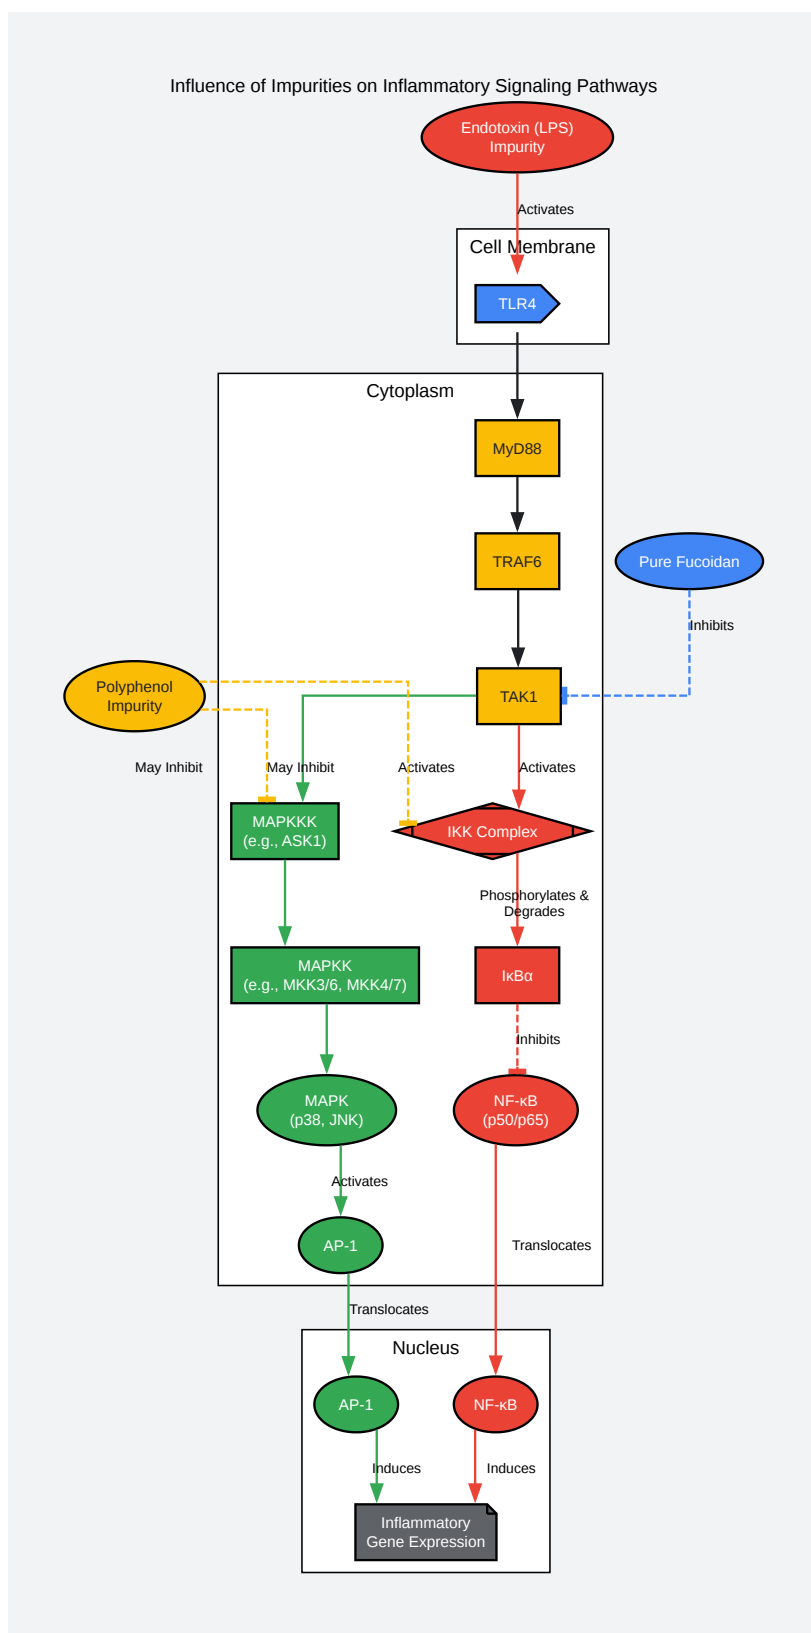 Influence of Impurities on Inflammatory Signaling Pathways
Endotoxin (LPS)
Impurity
Activates
Cell Membrane
TLR4
Cytoplasm
MyD88
TRAF6
Pure Fucoidan
Inhibits
Polyphenol
Impurity
TAK1
May Inhibit
May Inhibit
Activates
Activates
MAPKKK
(e.g., ASK1)
IKK Complex
Phosphorylates &
Degrades
MAPKK
(e.g., MKK3/6, MKK4/7)
IκBα
Inhibits
MAPK
(p38, JNK)
NF-κB
(p50/p65)
Activates
AP-1
Translocates
Translocates
Nucleus
AP-1
NF-κB
Induces
Induces
Inflammatory
Gene Expression